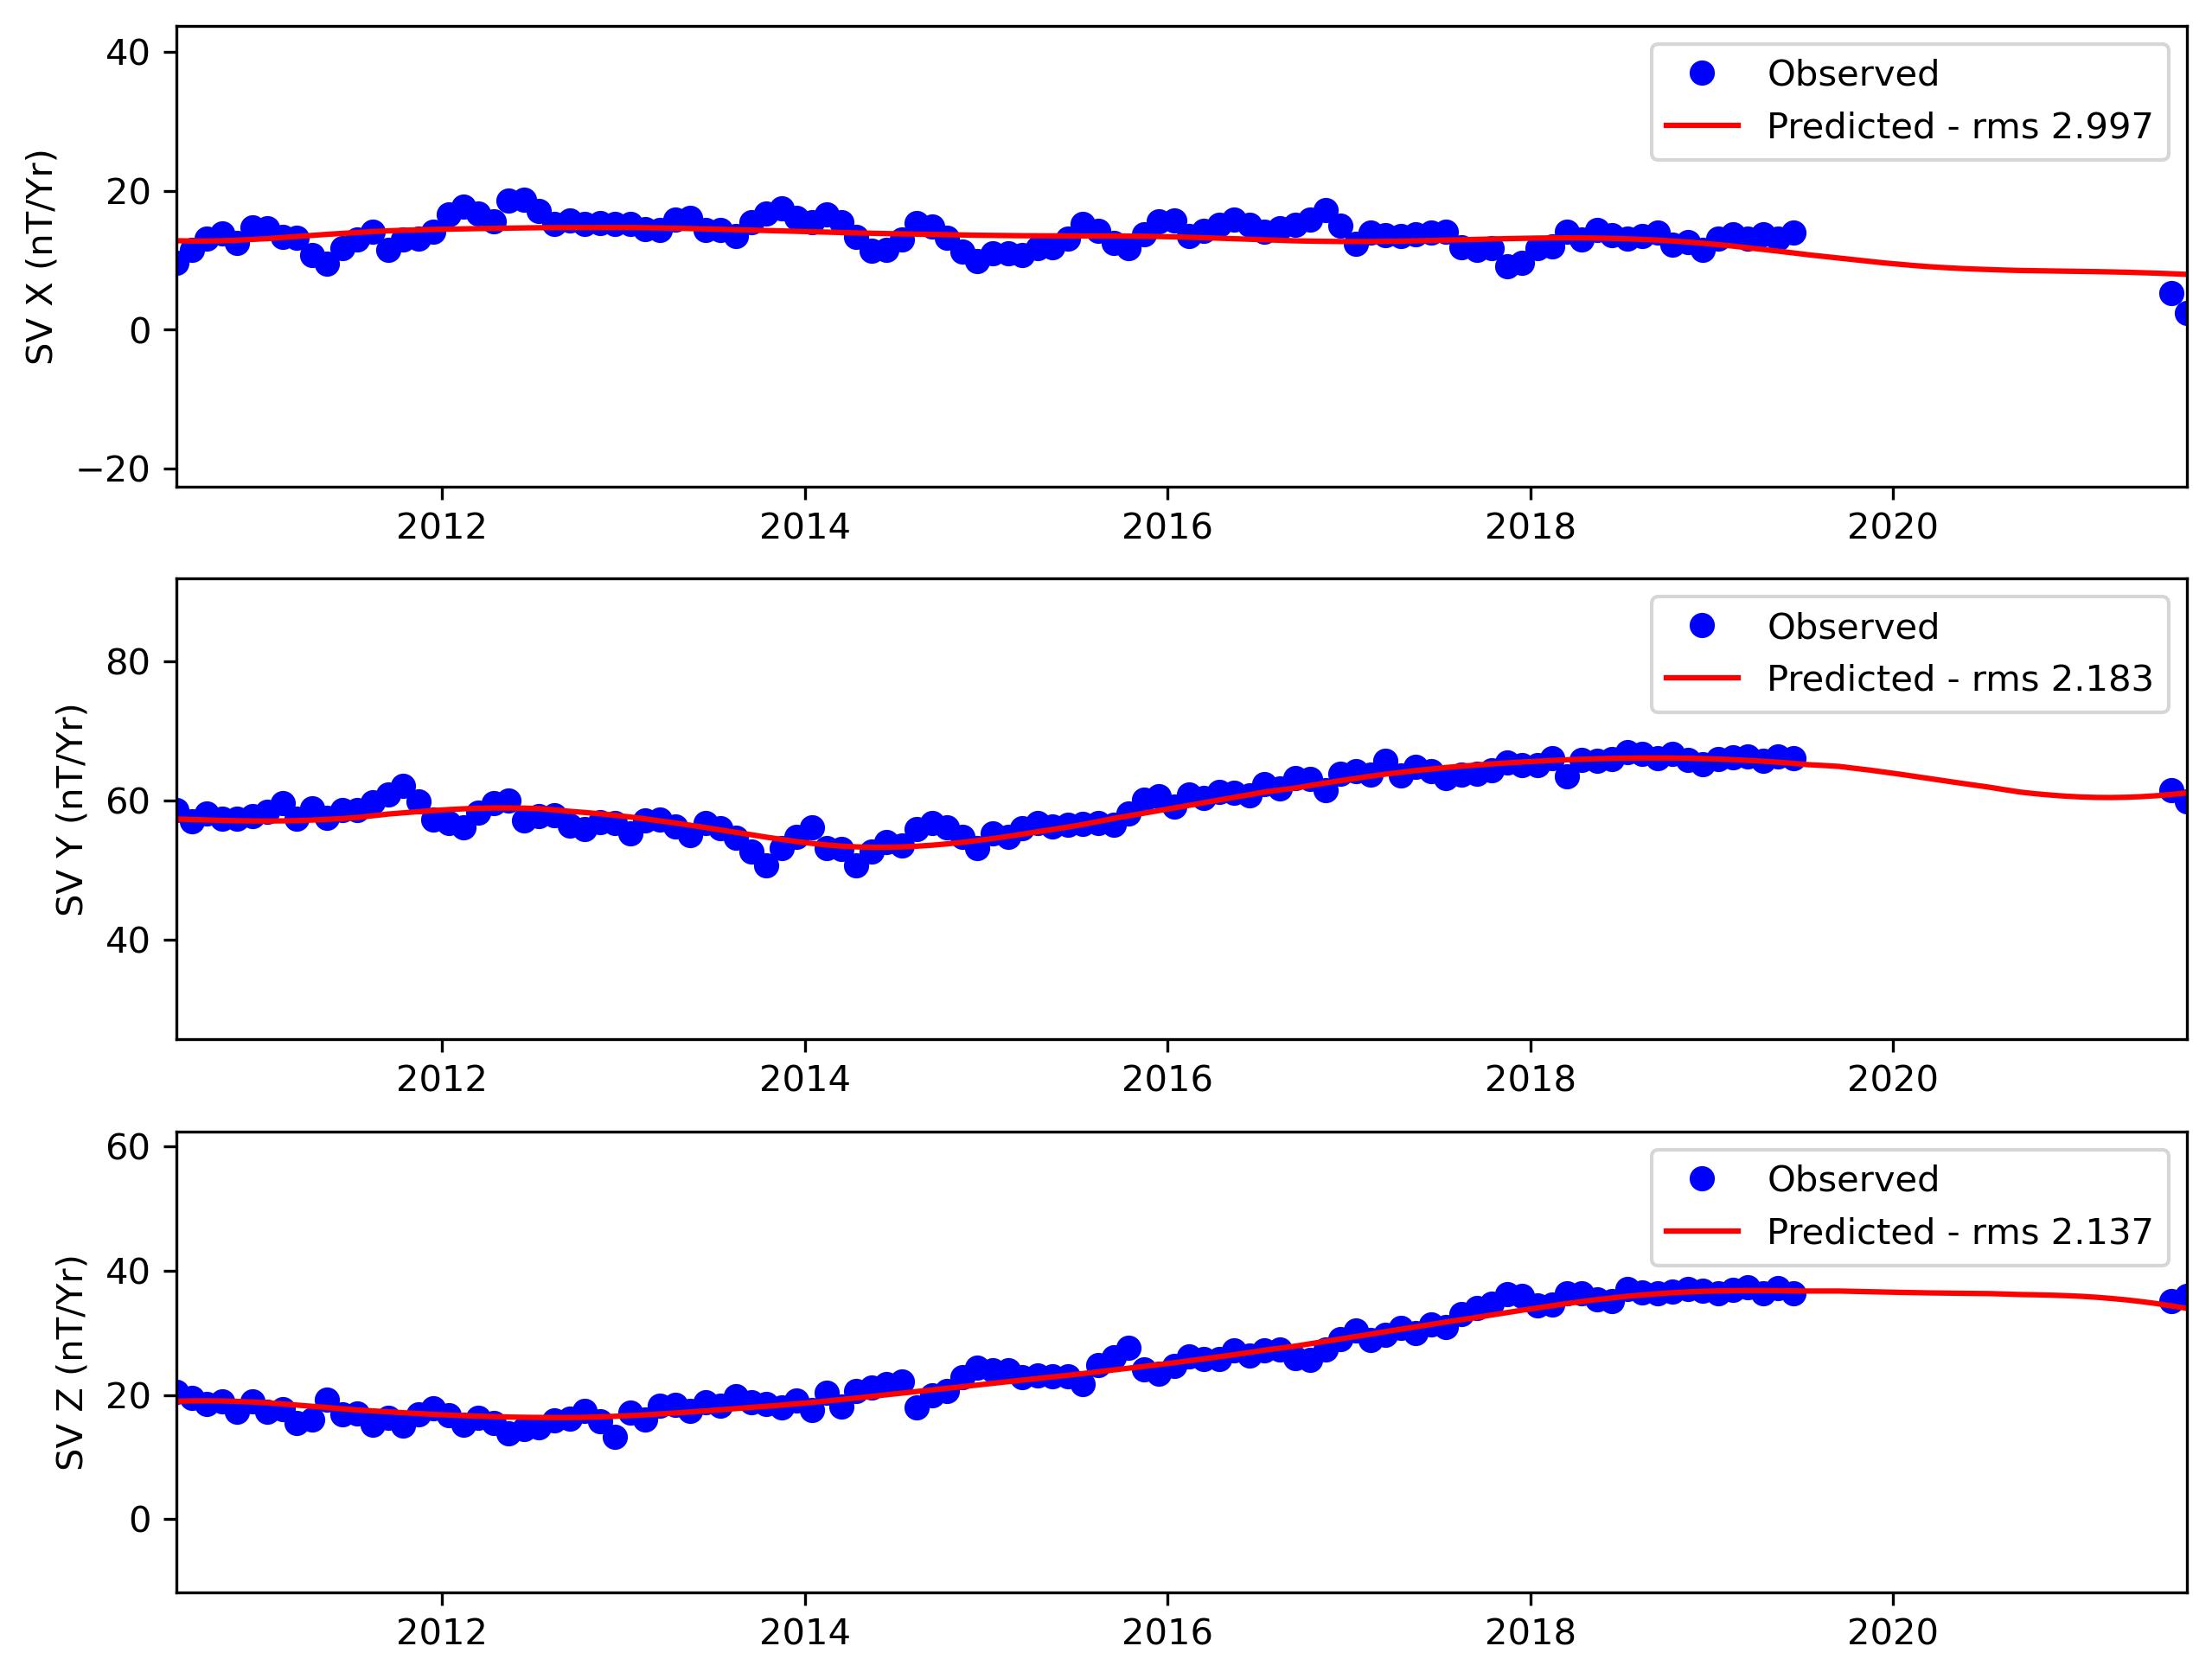 40
20
0
−20
SV X (nT/Yr)
Observed
Predicted - rms 2.997
2012 2014 2016 2018 2020
80
60
40
SV Y (nT/Yr)
Observed
Predicted - rms 2.183
2012 2014 2016 2018 2020
60
40
20
0
SV Z (nT/Yr)
Observed
Predicted - rms 2.137
2012 2014 2016 2018 2020